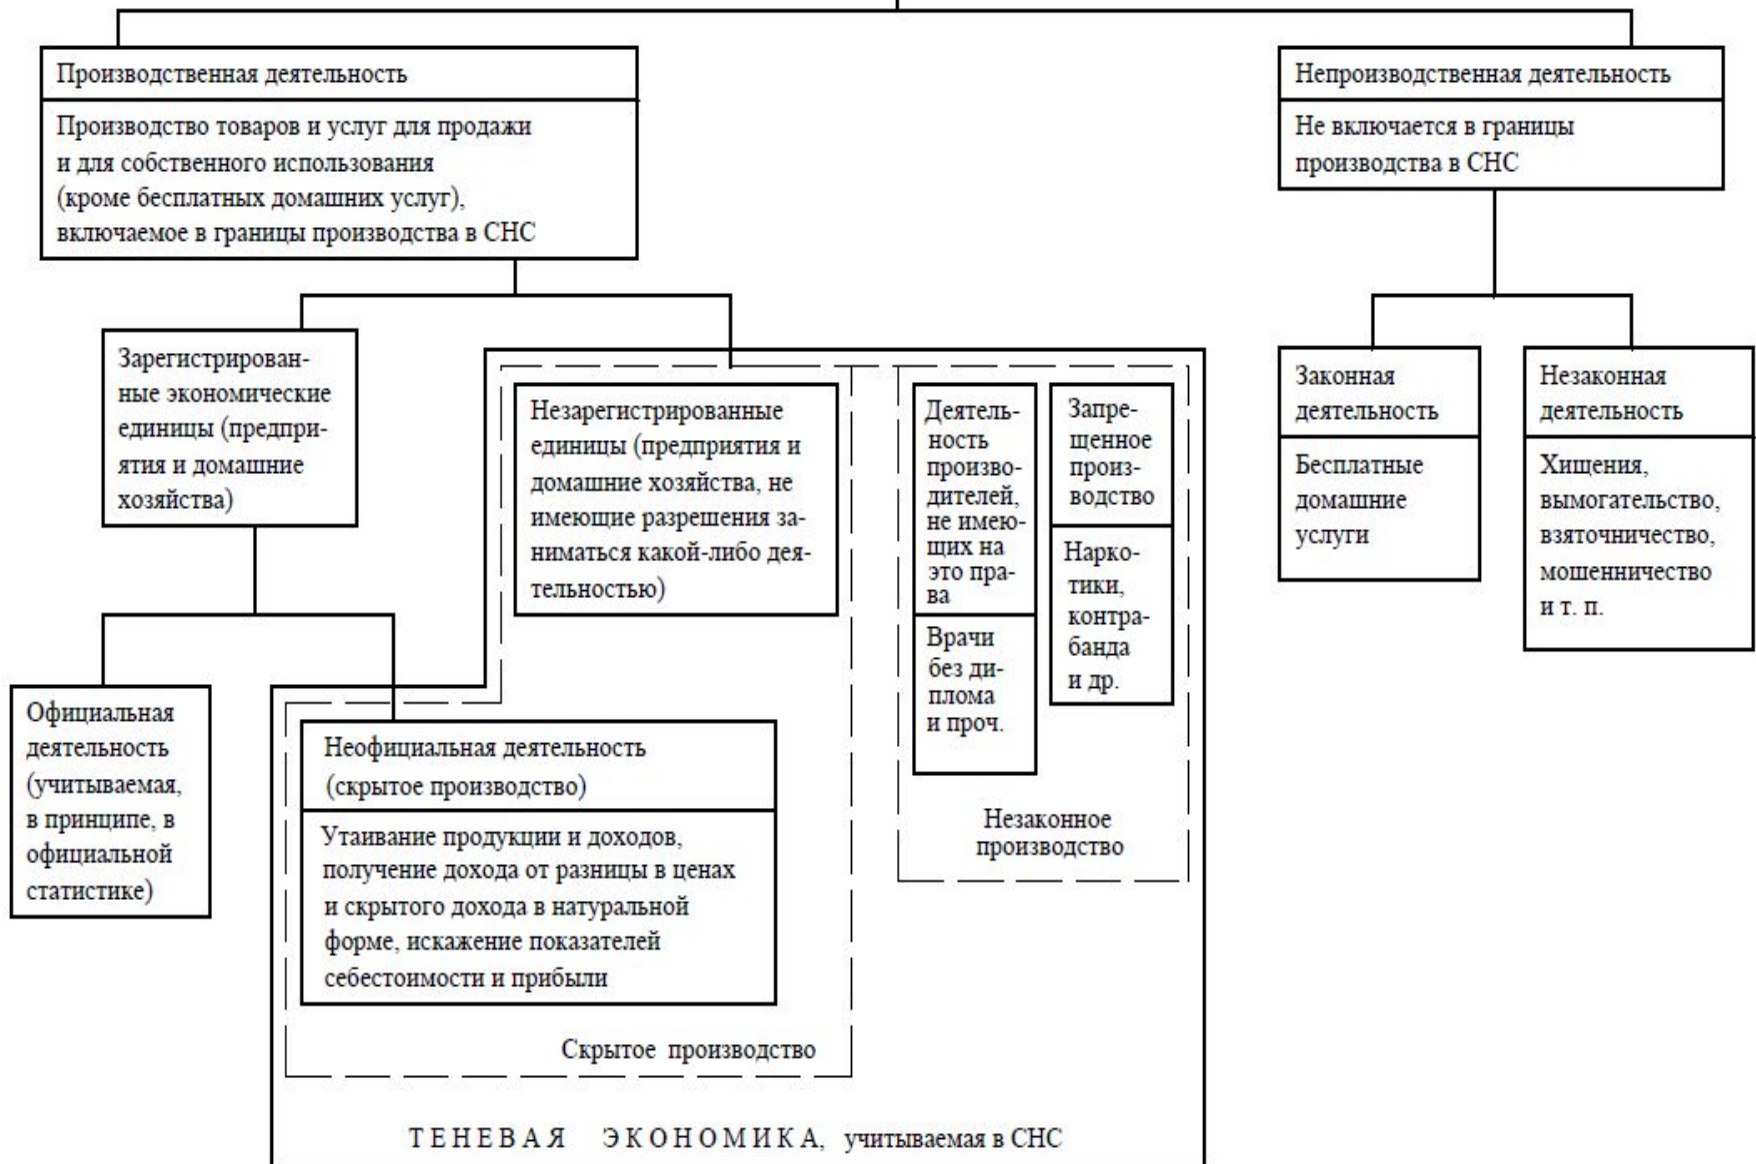 Производственная деятельность
Производство товаров и услуг для продажи
и для собственного использования
(кроме бесплатных домашних услуг),
включаемое в границы производства в СНС
Непроизводственная деятельность
Не включается в границы
производства в СНС
Зарегистрирован-
ные экономические
единицы (предпри-
ятия и домашние
хозяйства)
Незарегистрированные
единицы (предприятия и
домашние хозяйства, не
имеющие разрешения за-
ниматься какой-либо дея-
тельностью)
Деятель-
ность
произво-
дителей,
не имею-
щих на
это пра-
ва
Врачи
без ди-
плома
и проч.
Запре-
щенное
произ-
водство
Нарко-
тики,
контра-
банда
и др.
Незаконное
производство
Законная
деятельность
Бесплатные
домашние
услуги
Незаконная
деятельность
Хищения,
вымогательство,
взяточничество,
мошенничество
и т. п.
Официальная
деятельность
(учитываемая,
в принципе, в
официальной
статистике)
Неофициальная деятельность
(скрытое производство)
Утаивание продукции и доходов,
получение дохода от разницы в ценах
и скрытого дохода в натуральной
форме, искажение показателей
себестоимости и прибыли
Скрытое производство
ТЕНЕВАЯ ЭКОНОМИКА, учитываемая в СНС